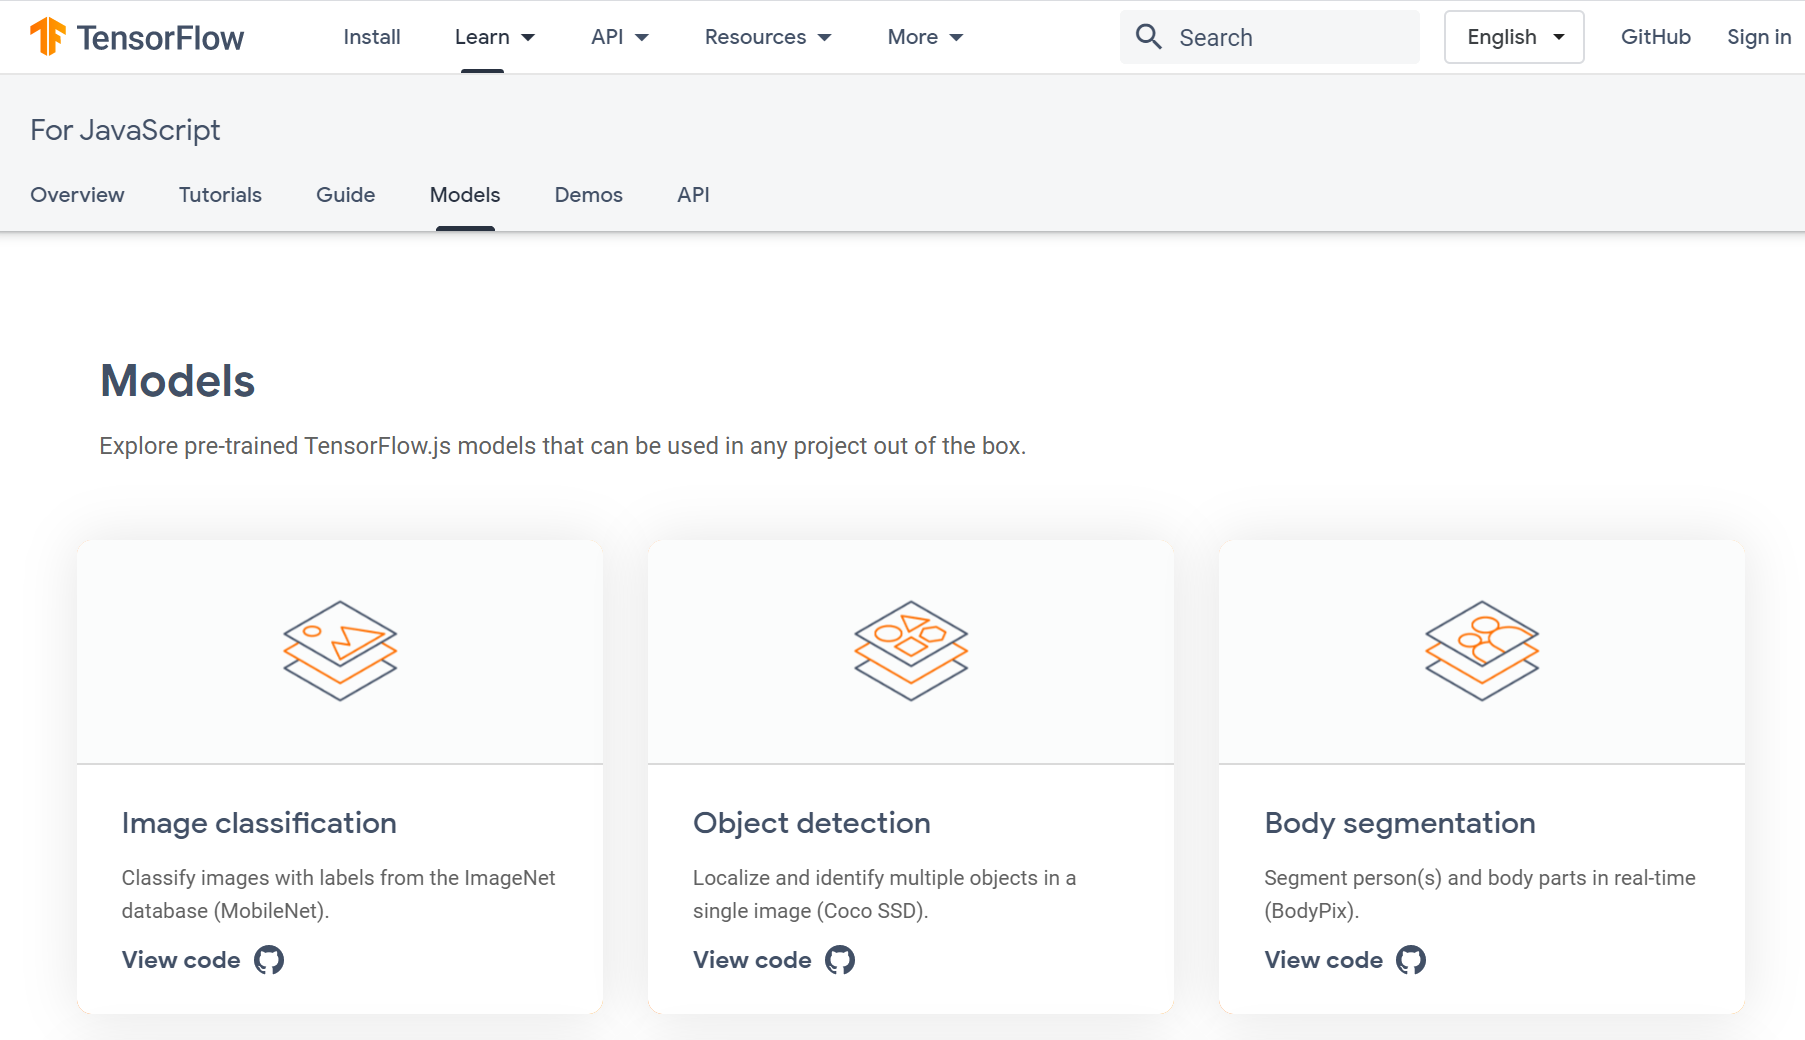 TensorFlow Install Learn API Resources More Search English GitHub Sign in
For JavaScript
Overview Tutorials Guide Models Demos API
Models
Explore pre-trained TensorFlow.js models that can be used in any project out of the box.
Image classification
Classify images with labels from the ImageNet
database (MobileNet).
View code
Object detection
Localize and identify multiple objects in a
single image (Coco SSD).
View code
Body segmentation
Segment person(s) and body parts in real-time
(BodyPix).
View code